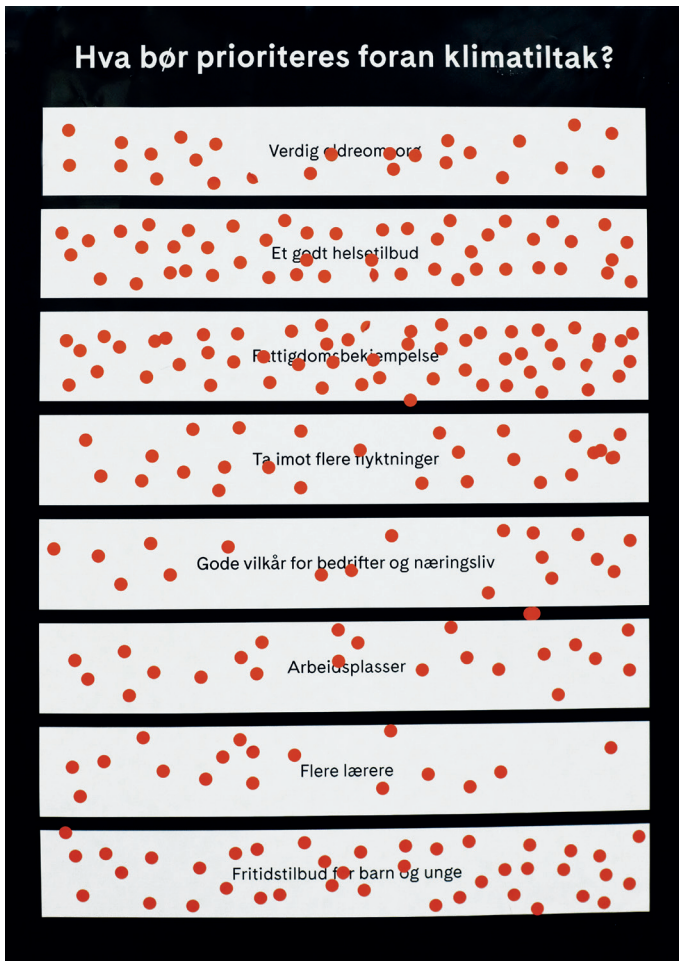 Hva bør prioriteres foran klimatiltak?
Verdig eldreomsorg
Et godt helsetilbud
Fattigdomsbekjempelse
Ta imot flere flyktninger
Gode vilkår for bedrifter og næringsliv
Arbeidsplasser
Flere lærere
Fritidstilbud for barn og unge